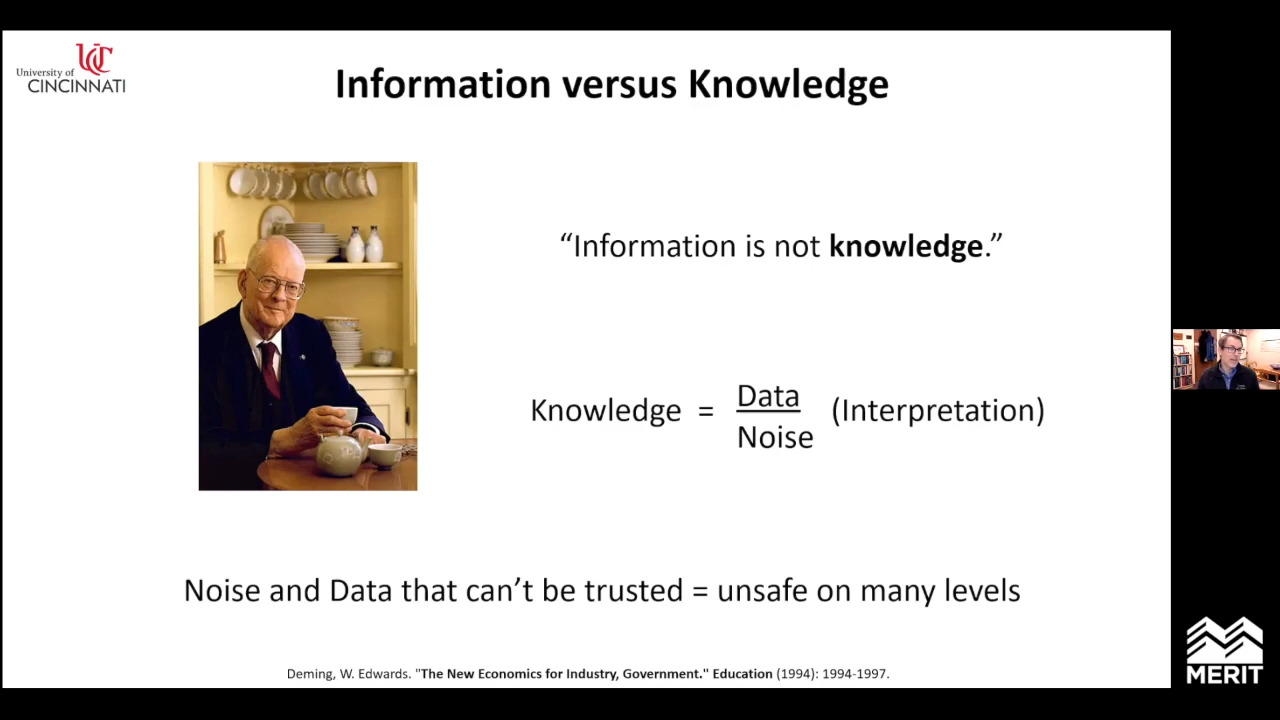 UC
University of
CINCINNATI
Information versus Knowledge
“Information is not knowledge.”
Knowledge = Data (Interpretation)
Noise
Noise and Data that can’t be trusted = unsafe on many levels
Deming, W. Edwards. "The New Economics for Industry, Government." Education (1994): 1994-1997.
MERIT